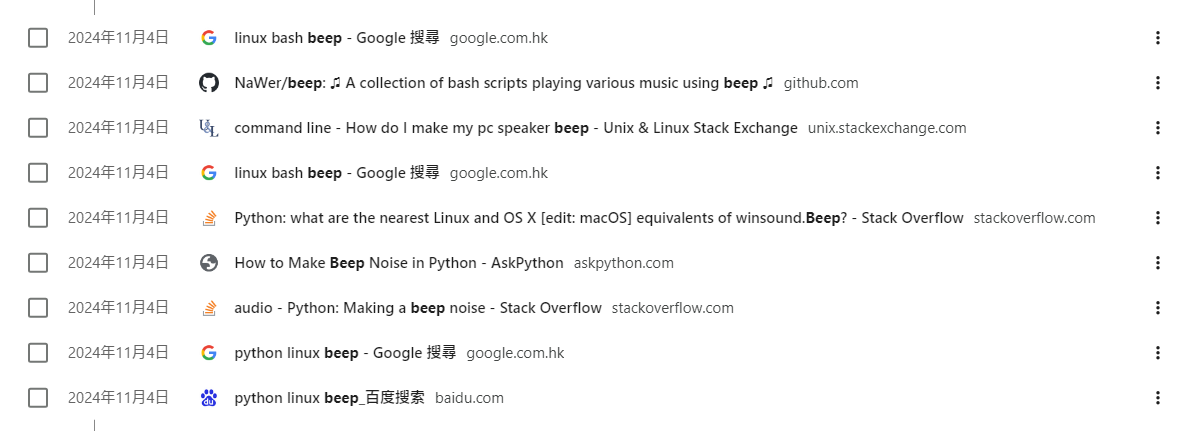 2024年11月4日 linux bash beep - Google 搜尋 google.com.hk
2024年11月4日 NaWer/beep: ♫ A collection of bash scripts playing various music using beep ♫ github.com
2024年11月4日 U&L command line - How do I make my pc speaker beep - Unix & Linux Stack Exchange unix.stackexchange.com
2024年11月4日 linux bash beep - Google 搜尋 google.com.hk
2024年11月4日 Python: what are the nearest Linux and OS X [edit: macOS] equivalents of winsound.Beep? - Stack Overflow stackoverflow.com
2024年11月4日 How to Make Beep Noise in Python - AskPython askpython.com
2024年11月4日 audio - Python: Making a beep noise - Stack Overflow stackoverflow.com
2024年11月4日 python linux beep - Google 搜尋 google.com.hk
2024年11月4日 du python linux beep_百度搜索 baidu.com